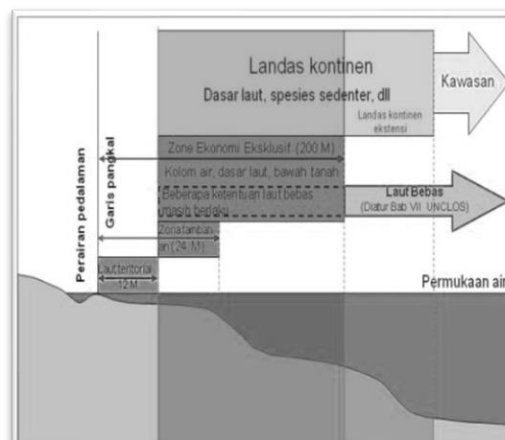 Landas kontinen
Dasar laut, spesies sedenter, dll
Landas kontinen
ekstensi
Kawasan
Perairan pedalaman
Garis pangkal
Zone Ekonomi Eksklusif (200 M)
Kolom air, dasar laut, bawah tanah
Beberapa ketentuan laut bebas
masih berlaku
Laut Bebas
(Diatur Bab VII UNCLOS)
Zona tambah
an (24 M)
Laut teritorial
12 M
Permukaan air